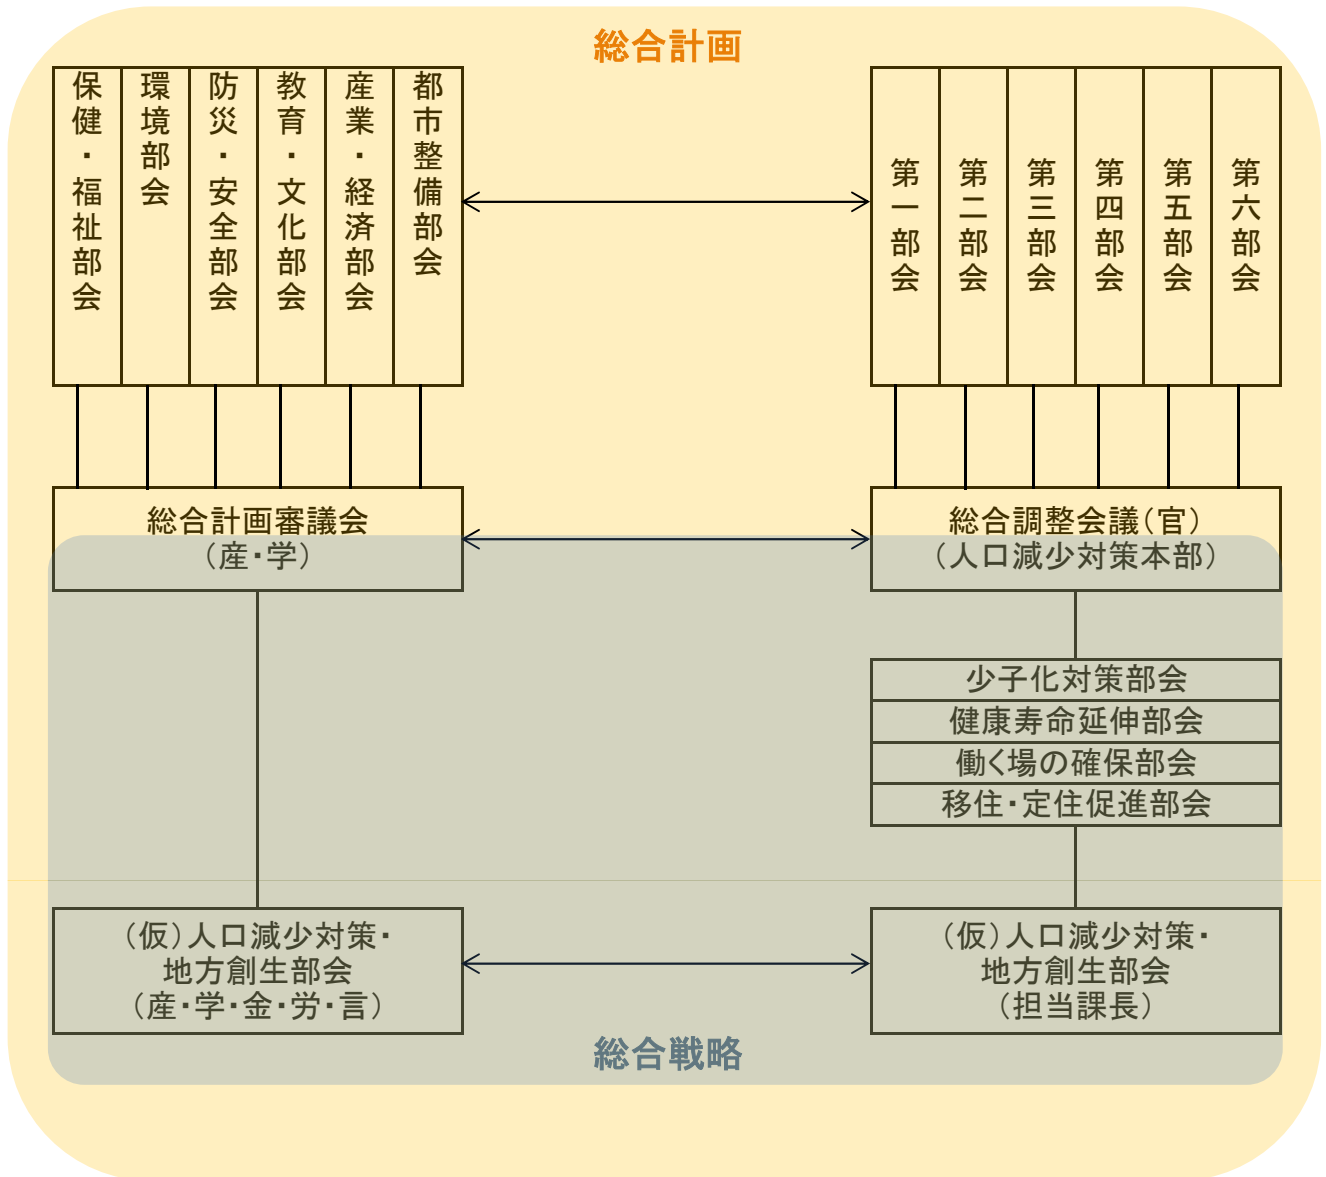 総合計画
保健・福祉部会
環境部会
防災・安全部会
教育・文化部会
産業・経済部会
都市整備部会
第一部会
第二部会
第三部会
第四部会
第五部会
第六部会
総合計画審議会
（産・学）
総合調整会議（官）
（人口減少対策本部）
少子化対策部会
健康寿命延伸部会
働く場の確保部会
移住・定住促進部会
（仮）人口減少対策・
地方創生部会
（産・学・金・労・言）
（仮）人口減少対策・
地方創生部会
（担当課長）
総合戦略